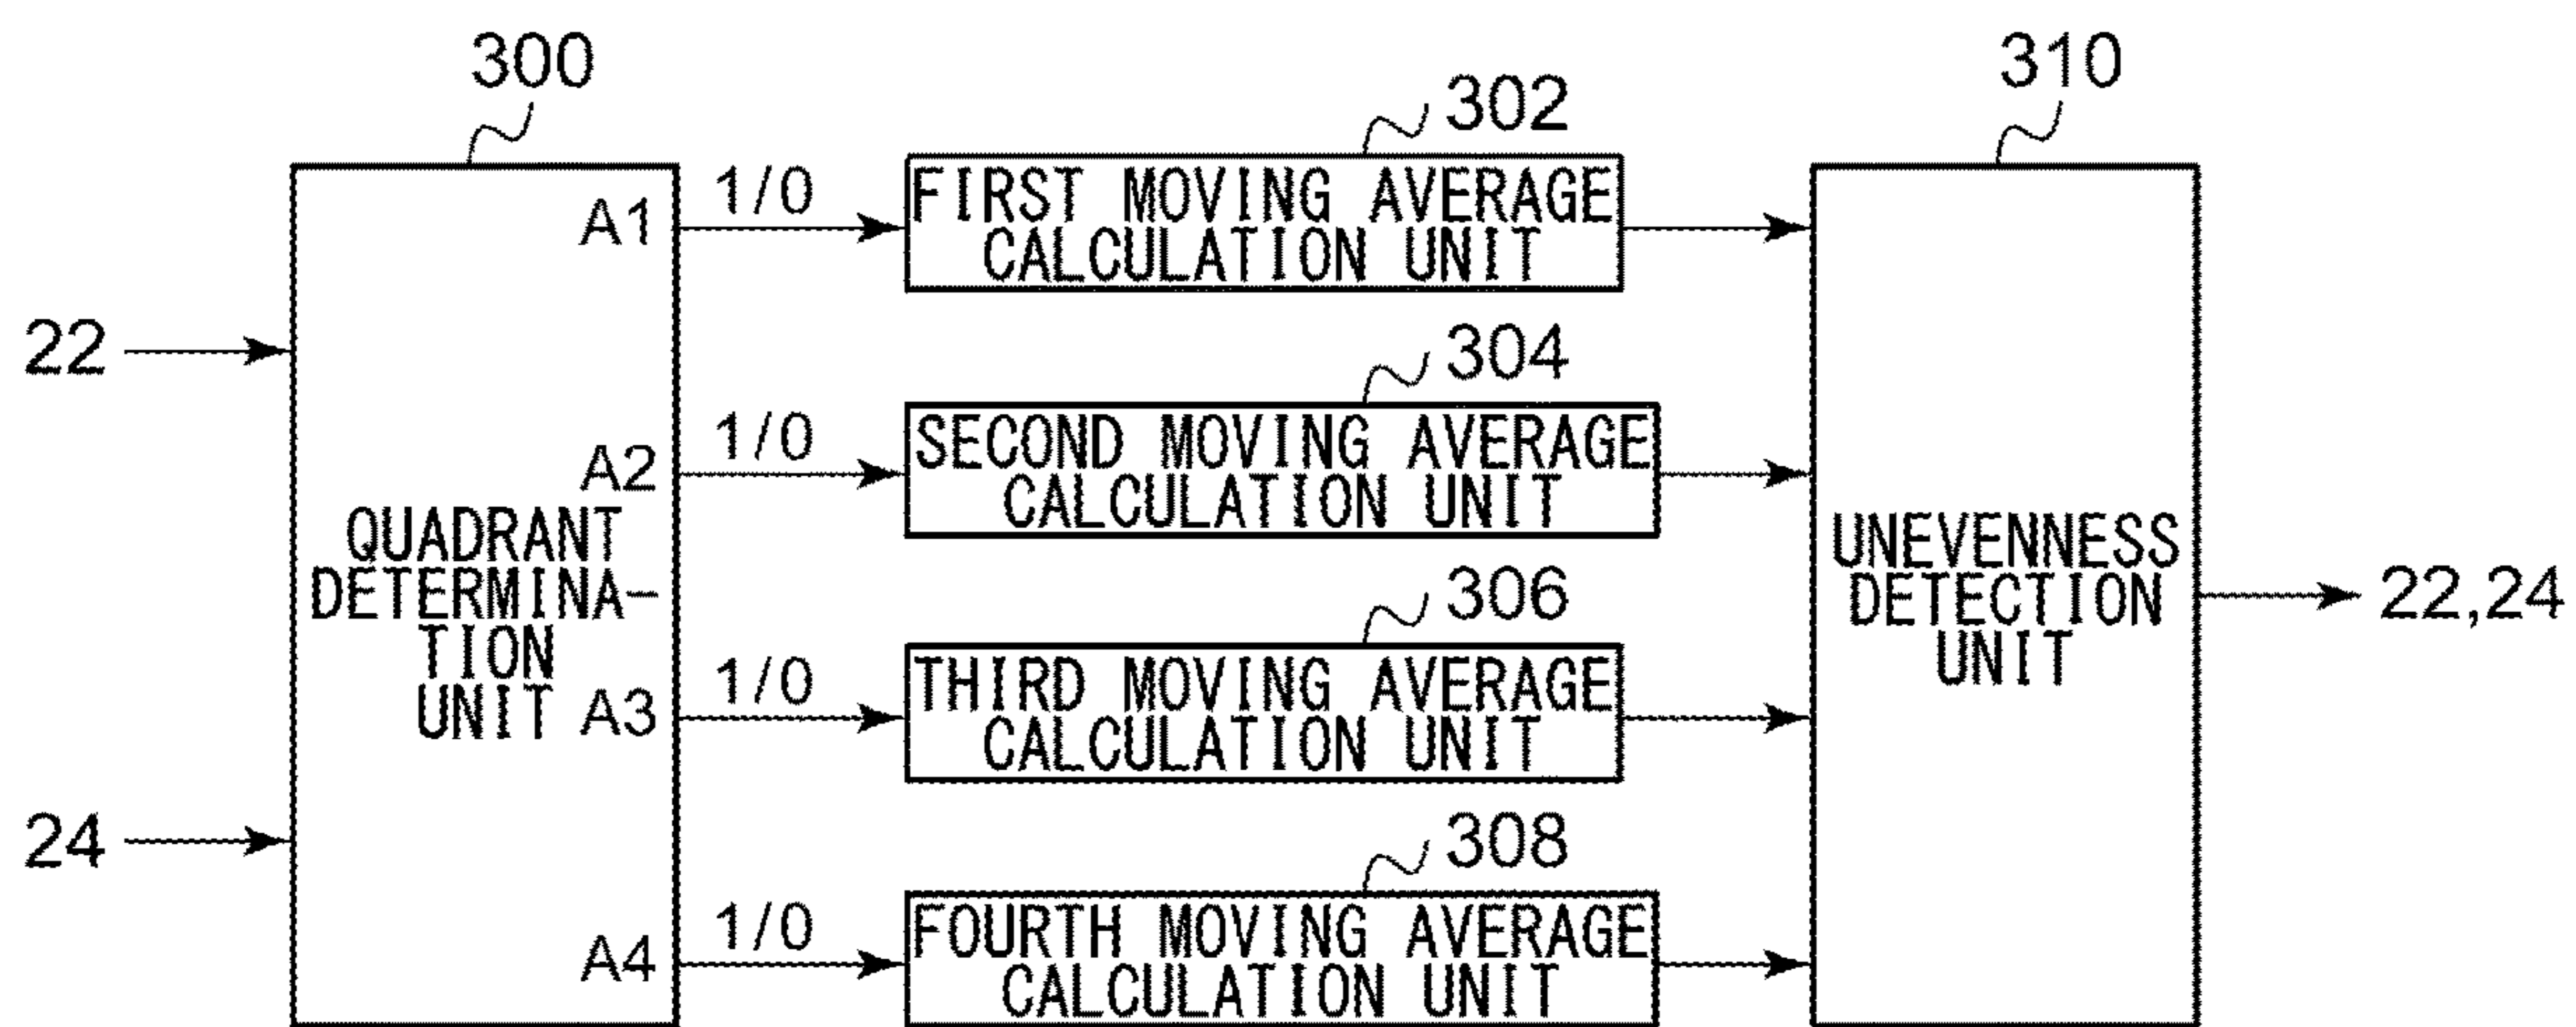 300
302
310
FIRST MOVING AVERAGE
CALCULATION UNIT
A1
1/0
22
304
SECOND MOVING AVERAGE
CALCULATION UNIT
A2
1/0
QUADRANT
DETERMINA-
TION
UNIT
UNEVENNESS
DETECTION
UNIT
22,24
306
THIRD MOVING AVERAGE
CALCULATION UNIT
A3
1/0
24
308
FOURTH MOVING AVERAGE
CALCULATION UNIT
A4
1/0